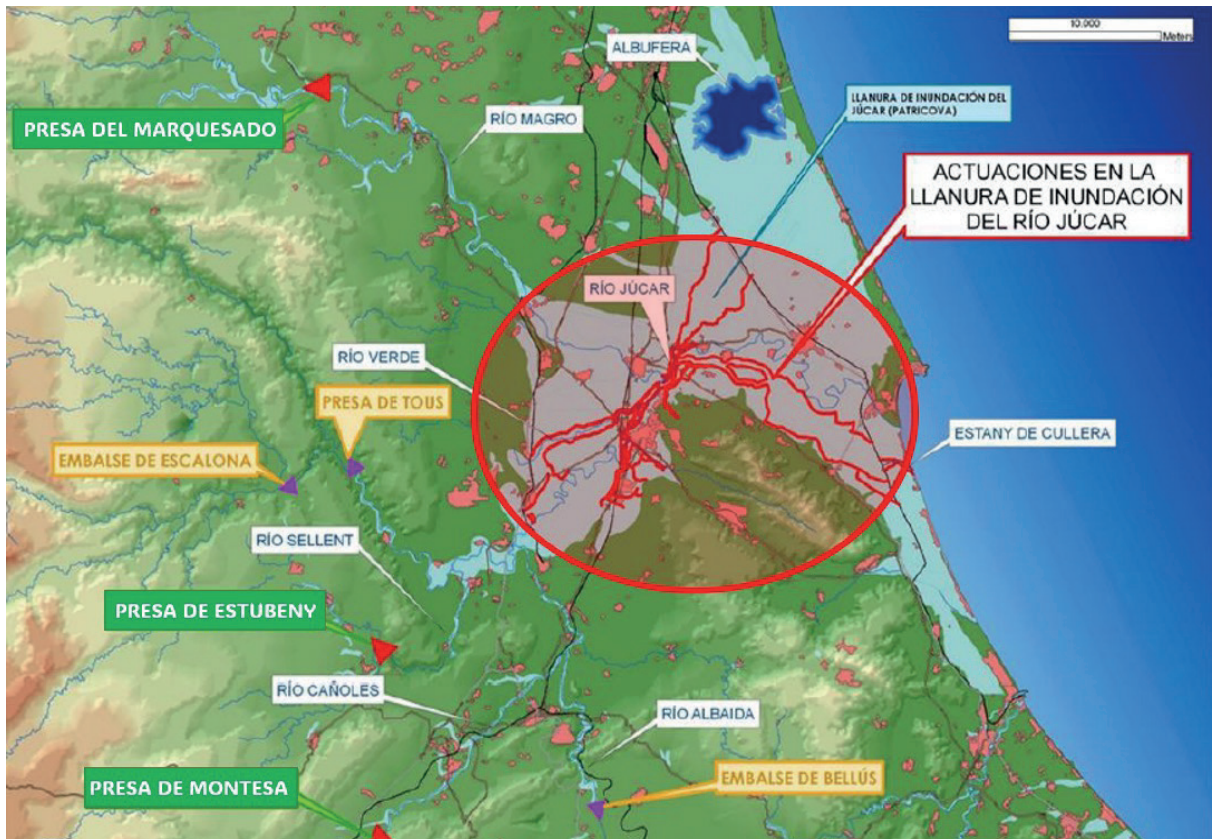 10.000
Meters
ALBUFERA
LLANURA DE INUNDACIÓN DEL
JÚCAR (PATRICOVA)
PRESA DEL MARQUESADO
RÍO MAGRO
ACTUACIONES EN LA
LLANURA DE INUNDACIÓN
DEL RÍO JÚCAR
RÍO JÚCAR
RÍO VERDE
PRESA DE TOUS
EMBALSE DE ESCALONA
ESTANY DE CULLERA
RÍO SELLENT
PRESA DE ESTUBENY
RÍO CAÑOLES
RÍO ALBAIDA
EMBALSE DE BELLÚS
PRESA DE MONTESA